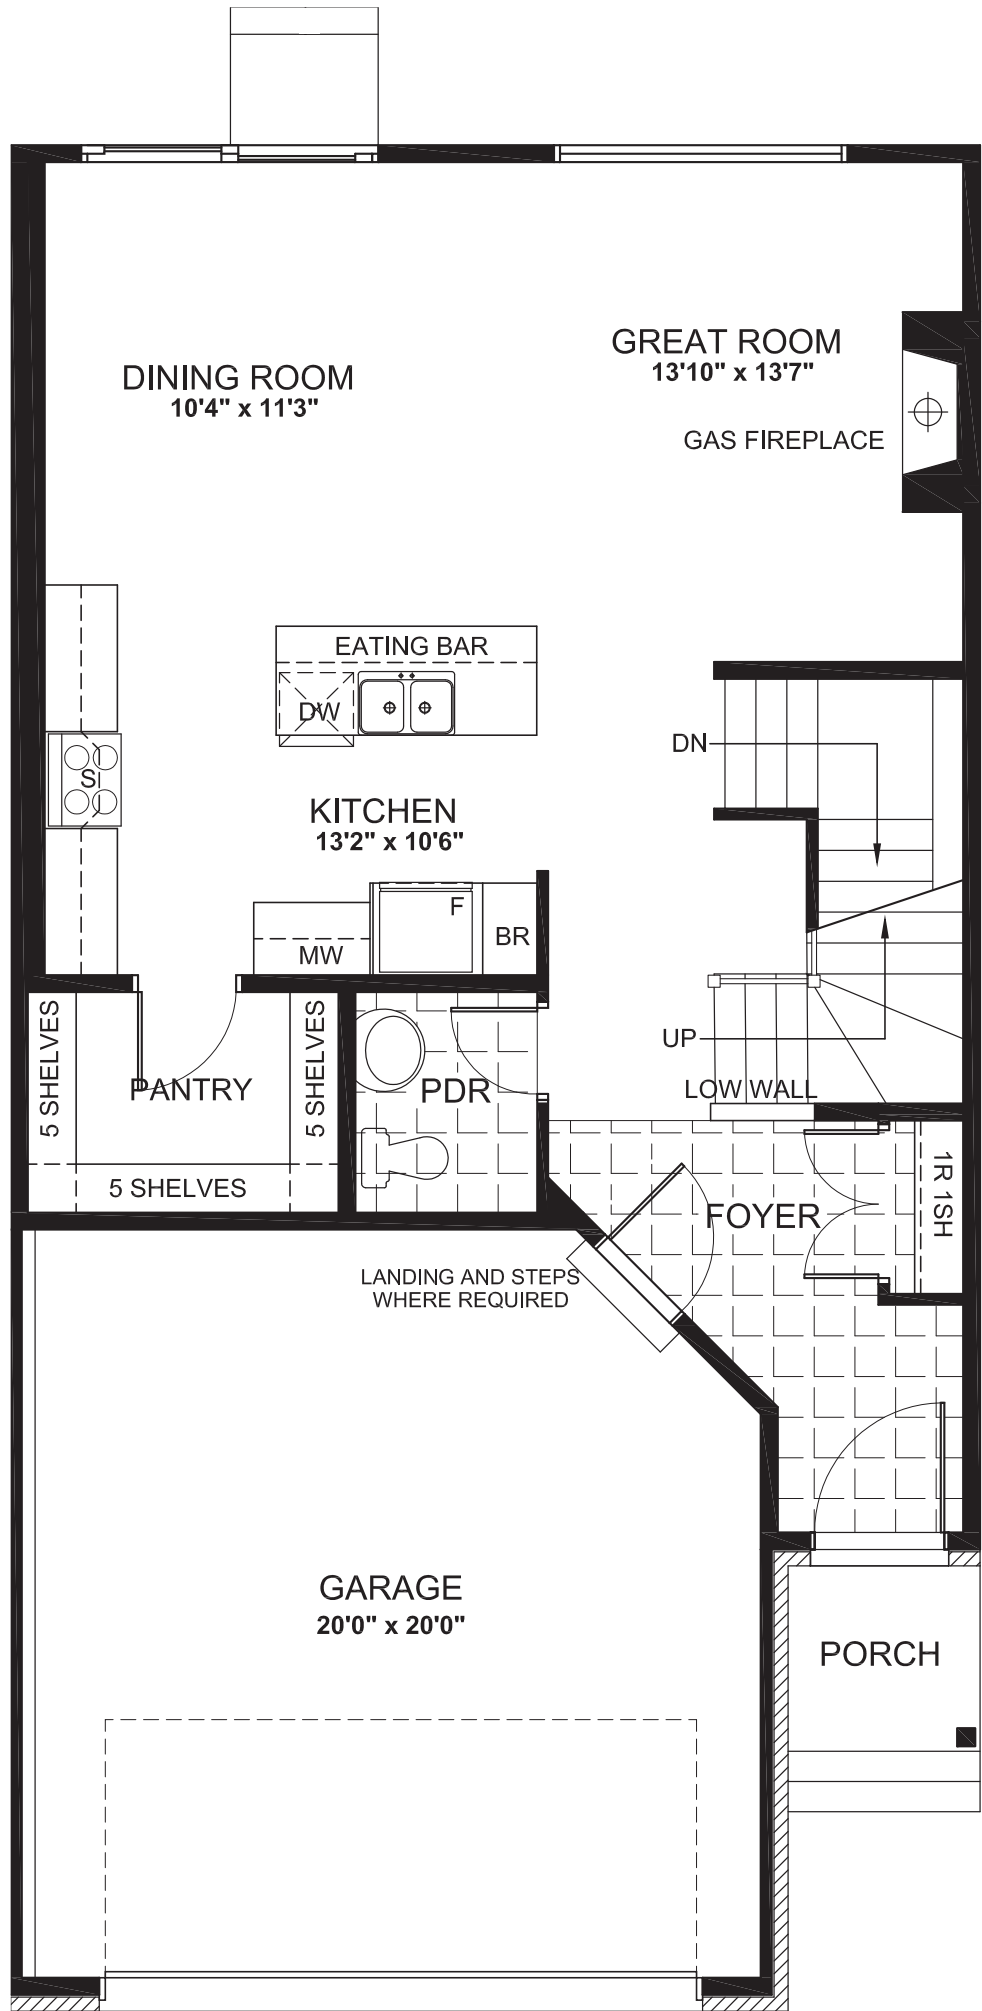 GREAT ROOM
13'10" x 13'7"
DINING ROOM
10'4" x 11'3"
GAS FIREPLACE
EATING BAR
DW
DN
S
KITCHEN
13'2" x 10'6"
F
BR
MW
5 SHELVES
5 SHELVES
UP
PANTRY
PDR
LOW WALL
5 SHELVES
1R 1SH
FOYER
LANDING AND STEPS
WHERE REQUIRED
GARAGE
20'0" x 20'0"
PORCH